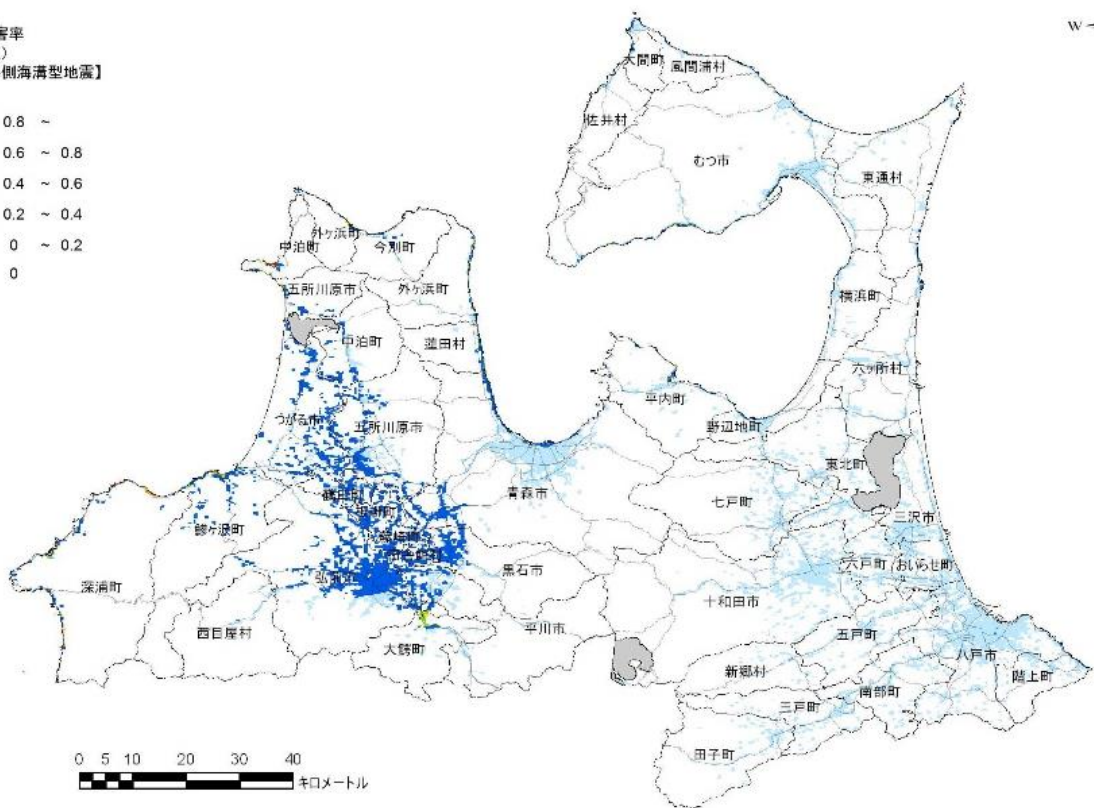 害率
)
側海溝型地震】
W
0.8 ~
0.6 ~ 0.8
0.4 ~ 0.6
0.2 ~ 0.4
0 ~ 0.2
0
大間町
風間浦村
佐井村
むつ市
東通村
外ヶ浜町
中泊町
今別町
五所川原市
外ヶ浜町
横浜町
中泊町
蓬田村
六ヶ所村
平内町
つがる市
五所川原市
野辺地町
東北町
青森市
七戸町
鶴田町
三沢市
鰺ヶ沢町
黒石市
六戸町
おいらせ町
弘前市
深浦町
十和田市
西目屋村
平川市
五戸町
大鰐町
八戸市
新郷村
階上町
南部町
三戸町
田子町
0 5 10 20 30 40
キロメートル